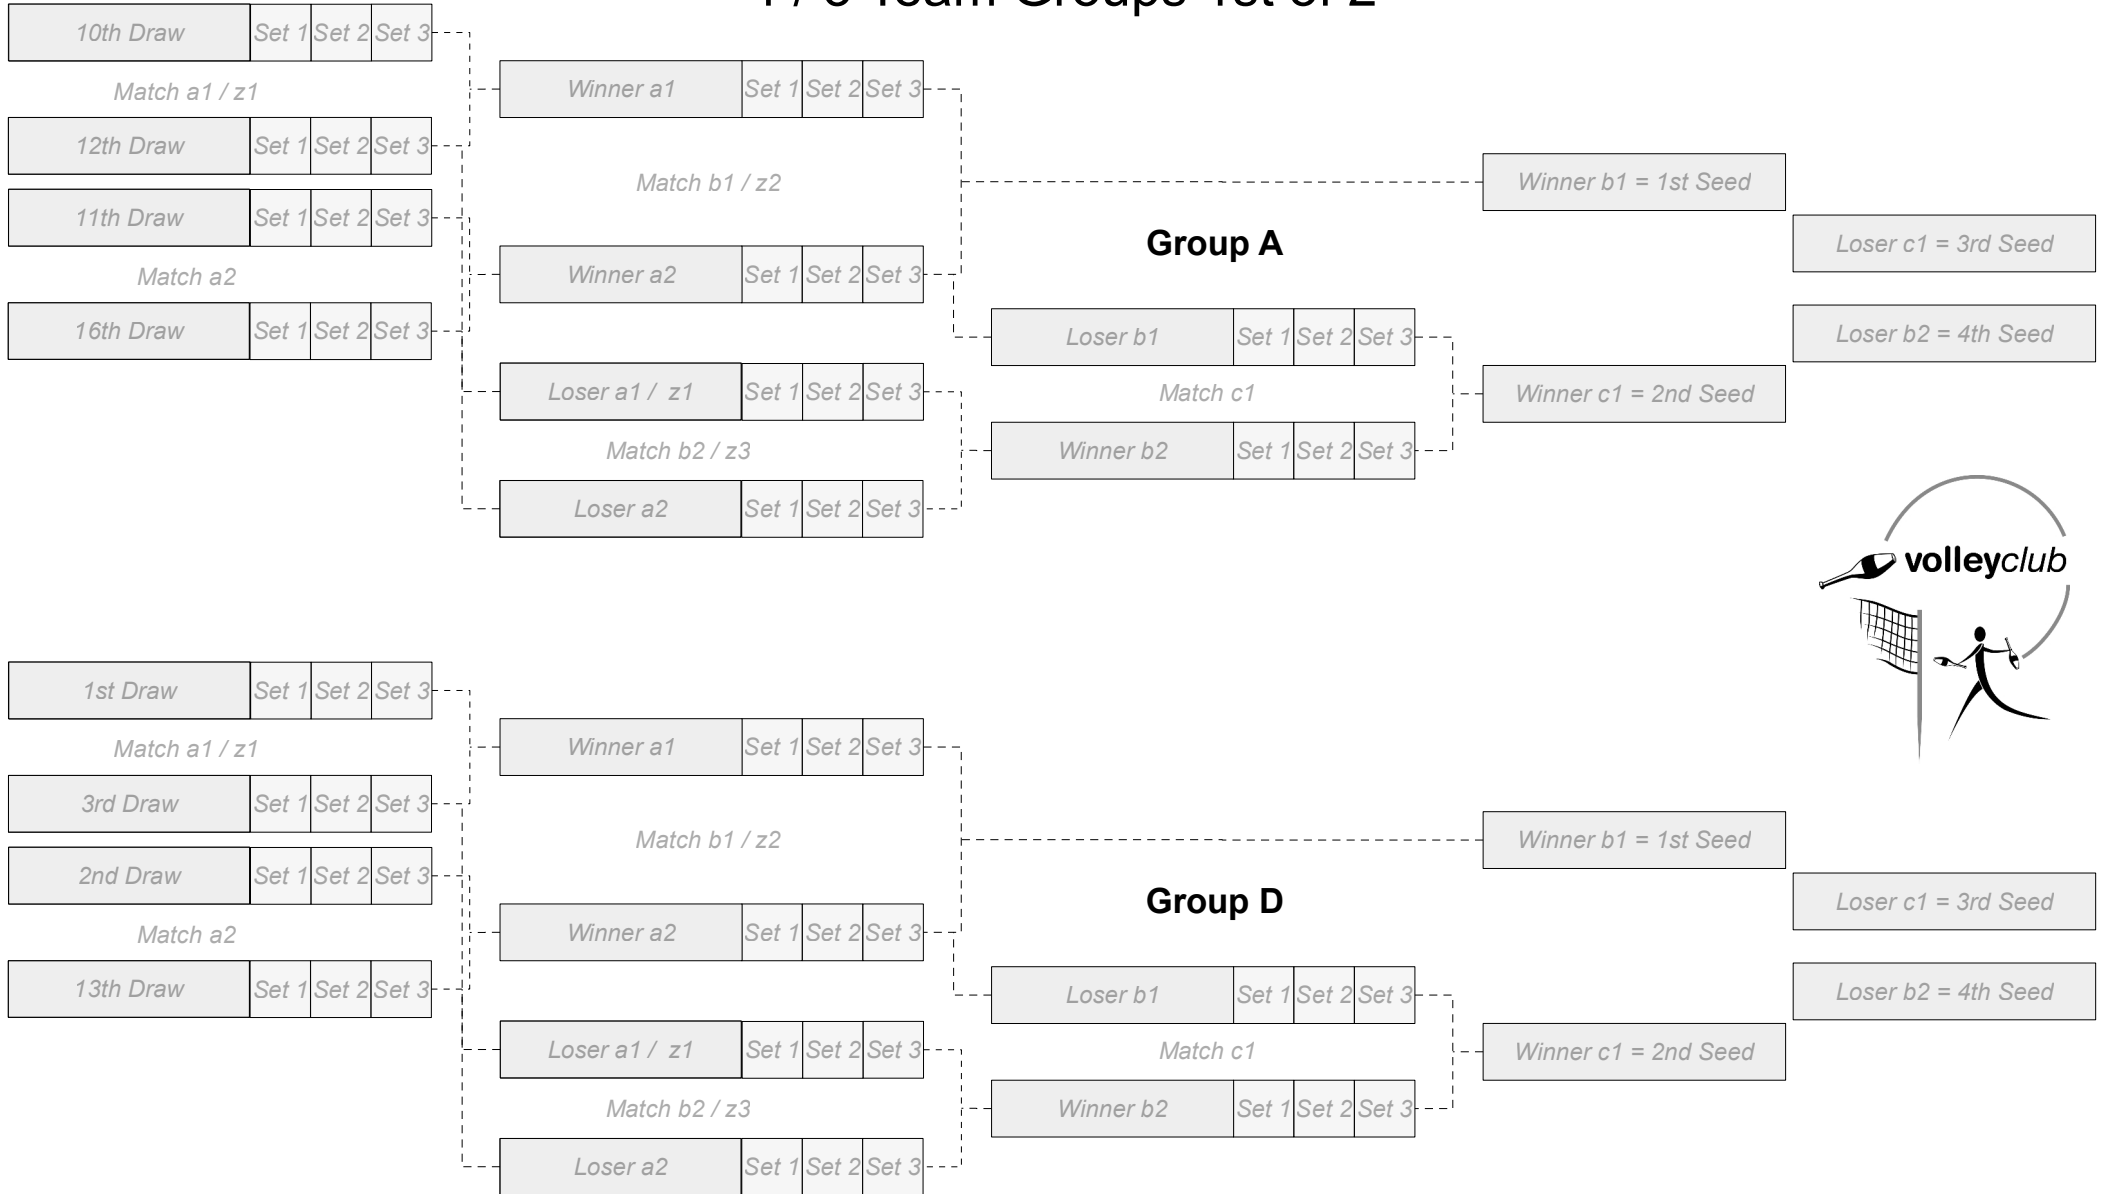 / 3 Team Groups 1st of 2
10th Draw Set 1 Set 2 Set 3
Match a1 / z1
12th Draw Set 1 Set 2 Set 3
11th Draw Set 1 Set 2 Set 3
Match a2
16th Draw Set 1 Set 2 Set 3
Winner a1 Set 1 Set 2 Set 3
Match b1 / z2
Winner a2 Set 1 Set 2 Set 3
Loser a1 / z1 Set 1 Set 2 Set 3
Match b2 / z3
Loser a2 Set 1 Set 2 Set 3
Group A
Loser b1 Set 1 Set 2 Set 3
Match c1
Winner b2 Set 1 Set 2 Set 3
Winner b1 = 1st Seed
Winner c1 = 2nd Seed
Loser c1 = 3rd Seed
Loser b2 = 4th Seed
volleyclub
1st Draw Set 1 Set 2 Set 3
Match a1 / z1
3rd Draw Set 1 Set 2 Set 3
2nd Draw Set 1 Set 2 Set 3
Match a2
13th Draw Set 1 Set 2 Set 3
Winner a1 Set 1 Set 2 Set 3
Match b1 / z2
Winner a2 Set 1 Set 2 Set 3
Loser a1 / z1 Set 1 Set 2 Set 3
Match b2 / z3
Loser a2 Set 1 Set 2 Set 3
Group D
Loser b1 Set 1 Set 2 Set 3
Match c1
Winner b2 Set 1 Set 2 Set 3
Winner b1 = 1st Seed
Winner c1 = 2nd Seed
Loser c1 = 3rd Seed
Loser b2 = 4th Seed